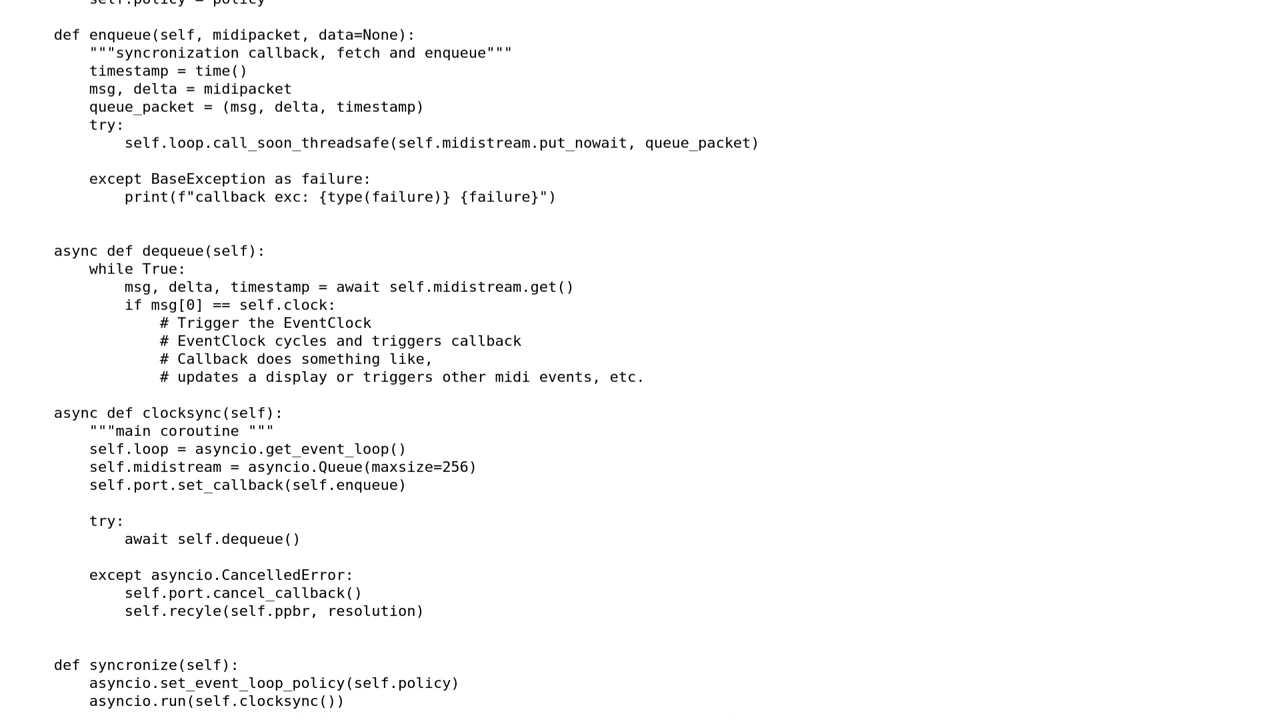 self.policy = policy
def enqueue(self, midipacket, data=None):
"""syncronization callback, fetch and enqueue"""
timestamp = time()
msg, delta = midipacket
queue_packet = (msg, delta, timestamp)
try:
self.loop.call_soon_threadsafe(self.midistream.put_nowait, queue_packet)
except BaseException as failure:
print(f"callback exc: {type(failure)} {failure}")
async def dequeue(self):
while True:
msg, delta, timestamp = await self.midistream.get()
if msg[0] == self.clock:
# Trigger the EventClock
# EventClock cycles and triggers callback
# Callback does something like,
# updates a display or triggers other midi events, etc.
async def clocksync(self):
"""main coroutine """
self.loop = asyncio.get_event_loop()
self.midistream = asyncio.Queue(maxsize=256)
self.port.set_callback(self.enqueue)
try:
await self.dequeue()
except asyncio.CancelledError:
self.port.cancel_callback()
self.recyle(self.ppbr, resolution)
def syncronize(self):
asyncio.set_event_loop_policy(self.policy)
asyncio.run(self.clocksync())